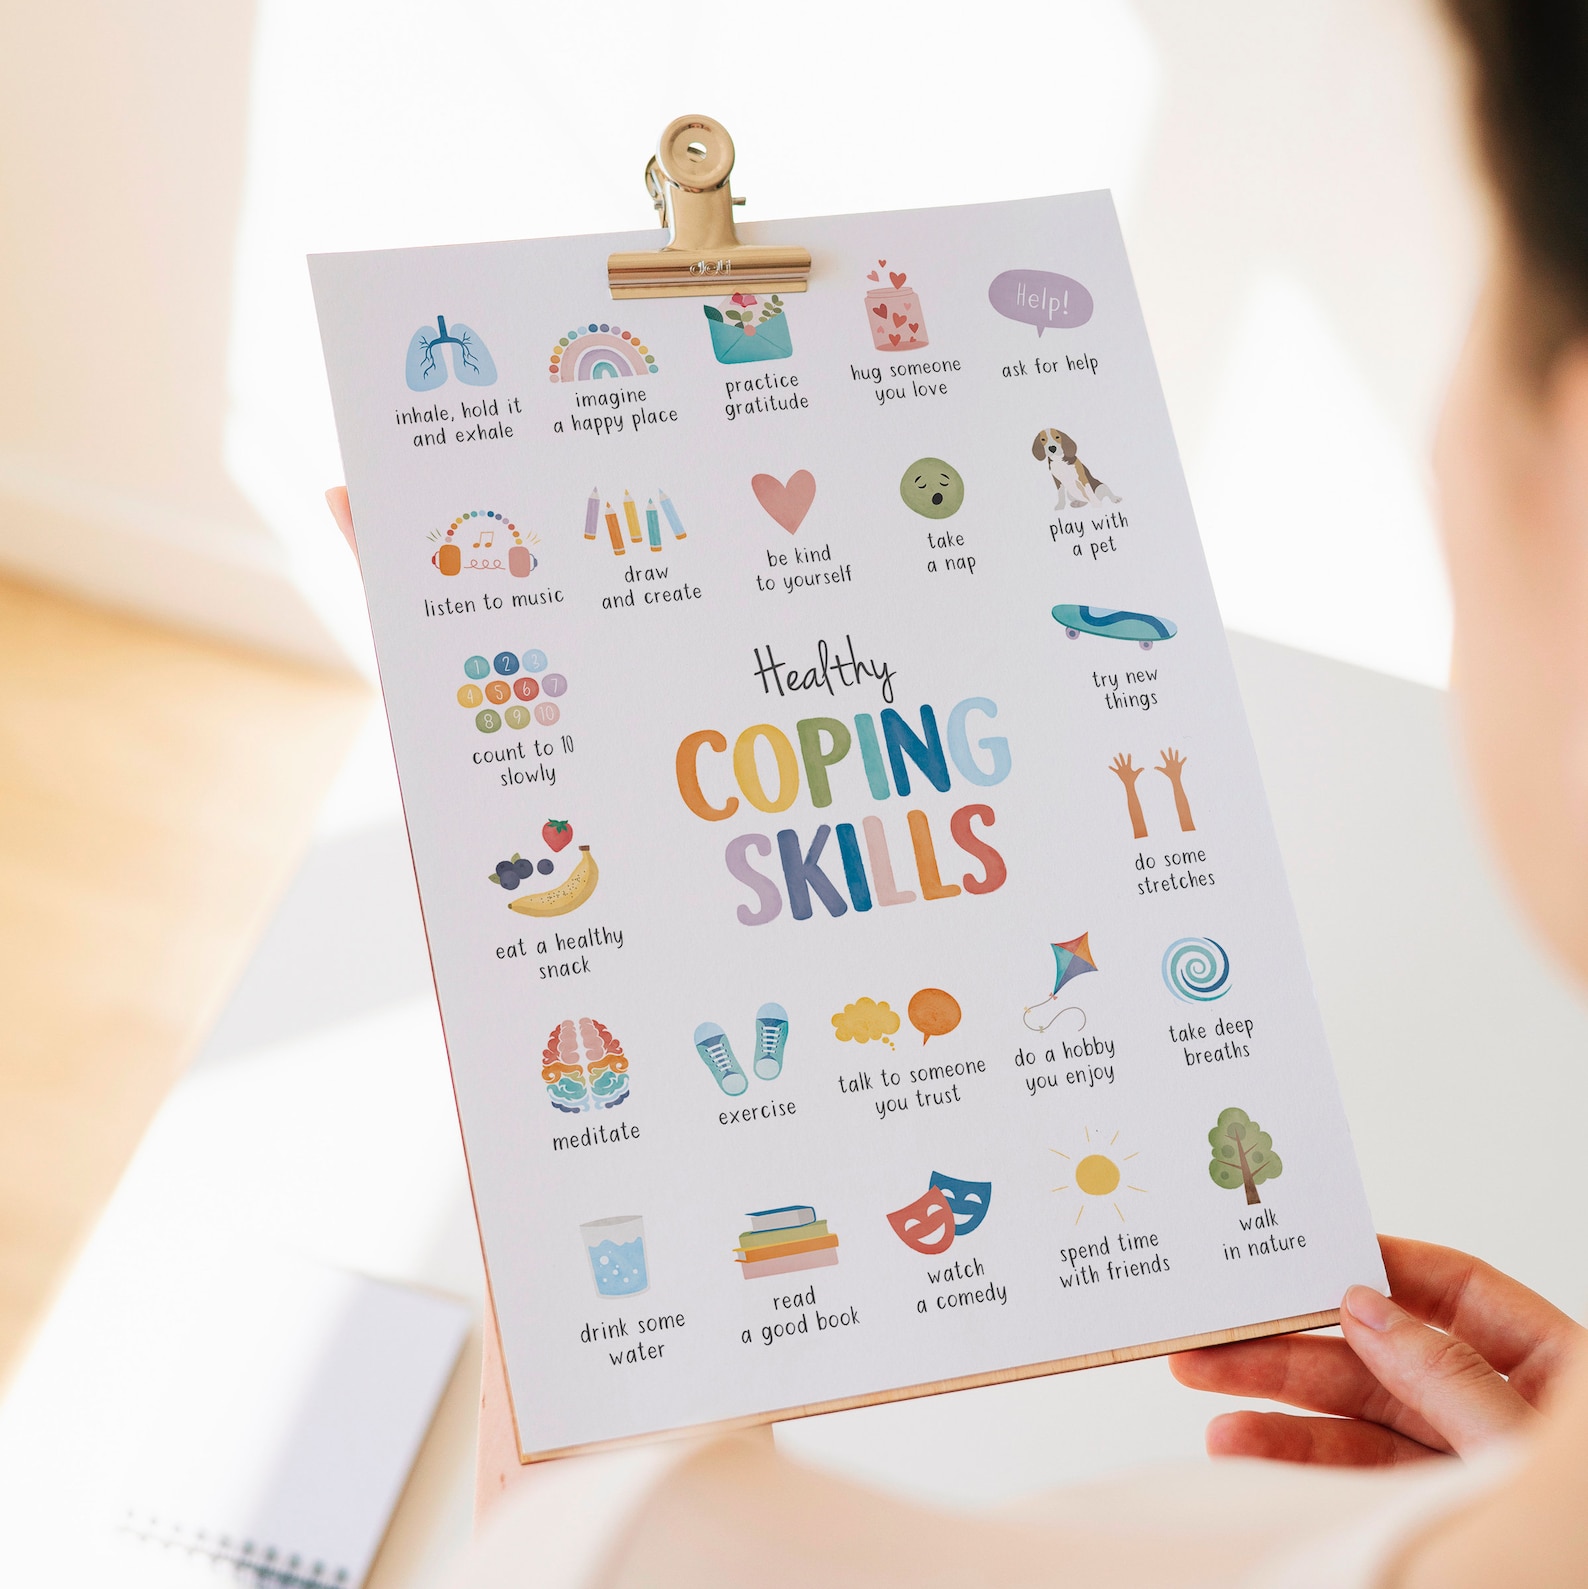 deli
Help!
inhale, hold it
and exhale
imagine
a happy place
practice
gratitude
hug someone
you love
ask for help
listen to music
draw
and create
be kind
to yourself
take
a nap
play with
a pet
1 2 3
4 5 6 7
8 9 10
count to 10
slowly
Healthy
COPING
SKILLS
try new
things
do some
stretches
eat a healthy
snack
meditate
exercise
talk to someone
you trust
do a hobby
you enjoy
take deep
breaths
drink some
water
read
a good book
watch
a comedy
spend time
with friends
walk
in nature